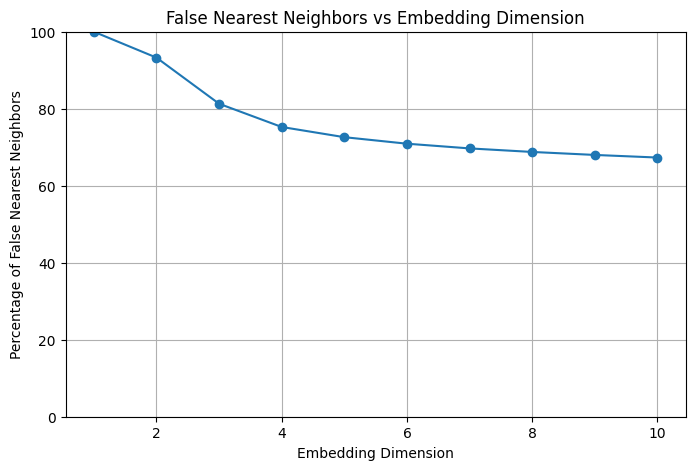 False Nearest Neighbors vs Embedding Dimension
Percentage of False Nearest Neighbors
100
80
60
40
20
0
2 4 6 8 10
Embedding Dimension